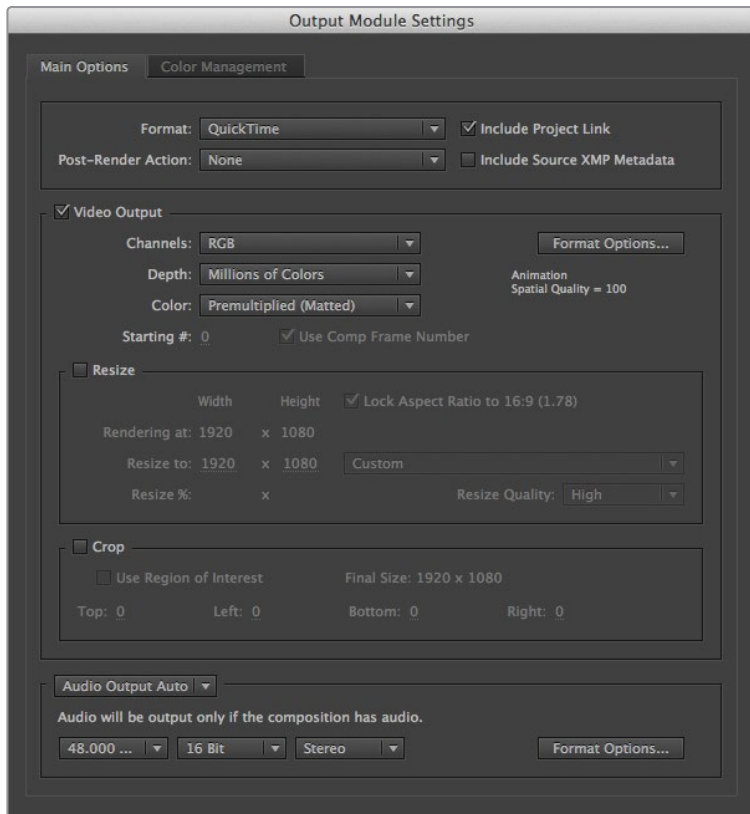 Output Module Settings
Main Options Color Management
Format: QuickTime Include Project Link
Post-Render Action: None Include Source XMP Metadata
Video Output
Channels: RGB Format Options...
Depth: Millions of Colors Animation
Spatial Quality = 100
Color: Premultiplied (Matted)
Starting #: 0 Use Comp Frame Number
Resize
Width Height Lock Aspect Ratio to 16:9 (1.78)
Rendering at: 1920 x 1080
Resize to: 1920 x 1080 Custom
Resize %: x Resize Quality: High
Crop
Use Region of Interest Final Size: 1920 x 1080
Top: 0 Left: 0 Bottom: 0 Right: 0
Audio Output Auto
Audio will be output only if the composition has audio.
48.000 ... 16 Bit Stereo Format Options...